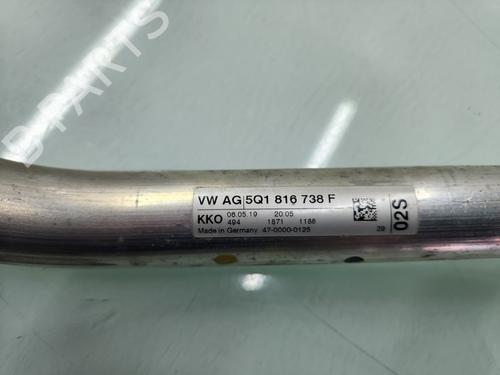 B-PARTS
VW AG 5Q1 816 738 F
KKO 06.05.19 20.05
494 1871 1188
Made in Germany 47-0000-0125 29
02S